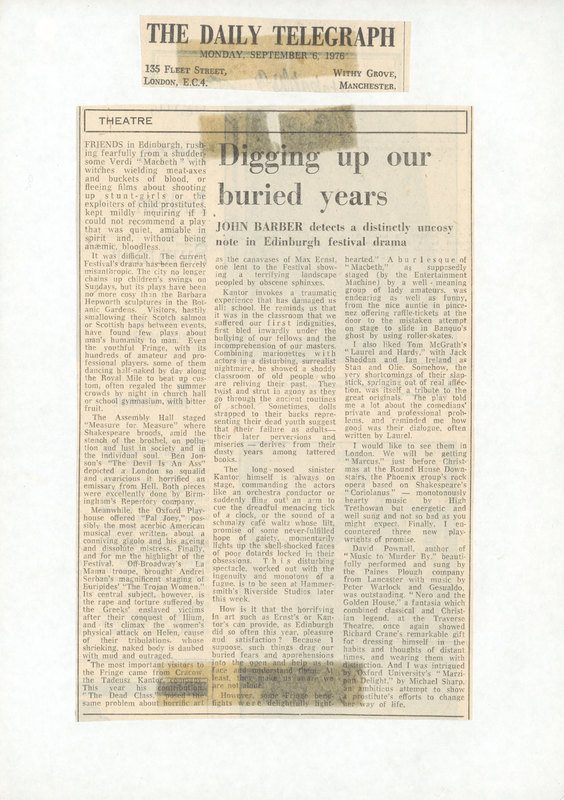 THE DAILY TELEGRAPH
MONDAY, SEPTEMBER 6, 1976
135 FLEET STREET,
LONDON, E.C.4.
WITHY GROVE,
MANCHESTER.
THEATRE
Digging up our
buried years
JOHN BARBER detects a distinctly uncosy
note in Edinburgh festival drama
FRIENDS in Edinburgh, rush-
ing fearfully from a shudder-
some Verdi "Macbeth" with
witches wielding meat-axes
and buckets of blood, or
fleeing films about shooting
up stunt-girls or the
exploiters of child prostitutes,
kept mildly inquiring if I
could not recommend a play
that was quiet, amiable in
spirit and, without being
anæmic, bloodless.
It was difficult. The current
Festival's drama has been fiercely
misanthropic. The city no longer
chains up children's swings on
Sundays, but its plays have been
no more cosy than the Barbara
Hepworth sculptures in the Bot-
anic Gardens. Visitors, hastily
smallowing their Scotch salmon
or Scottish baps between events,
have found few plays about
man's humanity to man. Even
the youthful Fringe, with its
hundreds of amateur and pro-
fessional players, some of them
dancing half-naked by day along
the Royal Mile to beat up cus-
tom, often regaled the summer
crowds by night in church hall
or school gymnasium, with bitter
fruit.
The Assembly Hall staged
"Measure for Measure" where
Shakespeare broods, amid the
stench of the brothel, on pollu-
tion and lust in society and in
the individual soul. Ben Jon-
son's "The Devil Is An Ass"
depicted a London so squalid
and avaricious it horrified an
emissary from Hell. Both pieces
were excellently done by Birm-
ingham's Repertory company.
Meanwhile, the Oxford Play-
house offered "Pal Joey," pos-
sibly the most acidic American
musical ever written, about a
conniving gigolo and his ageing
and dissolute mistress. Finally,
and for me the highlight of the
Festival. Off-Broadway's La
Mama troupe, brought Andrei
Serban's magnificent staging of
Euripides' "The Trojan Women."
Its central subject, however, is
the rape and torture suffered by
the Greeks' enslaved victims
after their conquest of Ilium,
and its climax the women's
physical attack on Helen, cause
of their tribulations, whose
shrieking, naked body is daubed
with mud and outraged.
The most important
the Fringe came from Cracow,
the Tadeusz Kantor company.
This year his contribution,
"The Dead Class,"
same problem about horrific art
as the canvases of Max Ernst,
one lent to the Festival show-
ing a terrifying landscape
peopled by obscene sphinxes.
Kantor invokes a traumatic
experience that has damaged us
all: school. He reminds us that
it was in the classroom that we
suffered our first indignities,
first bled inwardly under the
bullying of our fellows and the
incomprehension of our masters.
Combining marionettes with
actors in a disturbing, surrealist
nightmare, he showed a shoddy
classroom of old people who
are reliving their past. They
twist and strut in agony as they
go through the ancient routines
of school. Sometimes, dolls
strapped to their backs repre-
senting their dead youth suggest
that their failure as adults—
their later perversions and
miseries — derives from their
dusty years among tattered
books.
The long-nosed sinister
Kantor himself is always on
stage, commanding the actors
like an orchestra conductor or
suddenly fling out an arm to
cue the dreadful menacing tick
of a clock, or the sound of a
schmalzy café waltz whose lilt,
promise of some never-fulfilled
hope of gaiety, momentarily
lights up the shell-shocked faces
of poor dotards locked in their
obsessions. This disturbing
spectacle, worked out with the
ingenuity and monotony of a
fugue, is to be seen at Hammer-
smith's Riverside Studios later
this week.
How is it that the horrifying
in art such as Ernst's or Kan-
tor's can provide, as Edinburgh
did so often this year, pleasure
and satisfaction? Because I
suppose, such things drag our
buried fears and apprehensions
into the open and help us to
face and understand them. At
least,
we are
not alone.
However, some Fringe bene-
fights were delightfully light-
hearted." A burlesque of
"Macbeth," as supposedly
staged by the Entertainment
Machine) by a well-meaning
group of lady amateurs, was
endearing as well as funny,
from the nice auntie in pince-
nez offering raffle-tickets at the
door to the mistaken attempt
on stage to slide in Banquo's
ghost by using roller-skates.
I also liked Tom McGrath's
"Laurel and Hardy," with Jack
Sheddan and Ian Ireland as
Stan and Olie. Somehow, the
very shortcomings of their slap-
stick, springing out of real affec-
tion, was itself a tribute to the
great originals. The play told
me a lot about the comedians'
private and professional prob-
lems, and reminded me how
good was their dialogue, often
written by Laurel.
I would like to see them in
London. We will be getting
"Marcus," just before Christ-
mas at the Round House Down-
stairs, the Phoenix group's rock
opera based on Shakespeare's
"Coriolanus" — monotonously
hearty music by High
Trethowan but energetic and
well sung and not so bad as you
might expect. Finally, I en-
countered three new play-
wrights of promise.
David Pownall, author of
"Music to Murder By," beauti-
fully performed and sung by
the Paines Plough company
from Lancaster with music by
Peter Warlock and Gesualdo,
was outstanding. "Nero and the
Golden House," a fantasia which
combined classical and Christ-
ian legend, at the Traverse
Theatre, once again showed
Richard Crane's remarkable gift
for dressing himself in the
habits and thoughts of distant
times, and wearing them with
And I was intrigued
by Oxford University's "Marzi-
pan Delight," by Michael Sharp,
ambitious attempt to show
prostitute's efforts to change
her way of life.